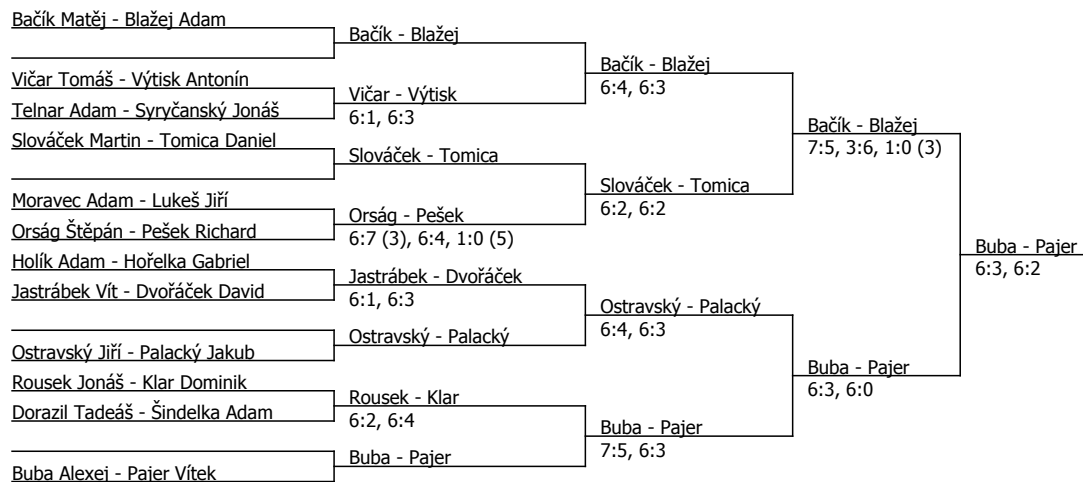 Bačík Matěj - Blažej Adam
Bačík - Blažej
Bačík - Blažej
6:4, 6:3
Vičar Tomáš - Výtisk Antonín
Vičar - Výtisk
6:1, 6:3
Telnar Adam - Syryčanský Jonáš
Bačík - Blažej
7:5, 3:6, 1:0 (3)
Slováček Martin - Tomica Daniel
Slováček - Tomica
Slováček - Tomica
6:2, 6:2
Moravec Adam - Lukeš Jiří
Orság - Pešek
6:7 (3), 6:4, 1:0 (5)
Orság Štěpán - Pešek Richard
Buba - Pajer
6:3, 6:2
Holík Adam - Hořelka Gabriel
Jastrábek - Dvořáček
6:1, 6:3
Jastrábek Vít - Dvořáček David
Ostravský - Palacký
6:4, 6:3
Ostravský - Palacký
Ostravský Jiří - Palacký Jakub
Buba - Pajer
6:3, 6:0
Rousek Jonáš - Klar Dominik
Rousek - Klar
6:2, 6:4
Dorazil Tadeáš - Šindelka Adam
Buba - Pajer
7:5, 6:3
Buba - Pajer
Buba Alexej - Pajer Vítek